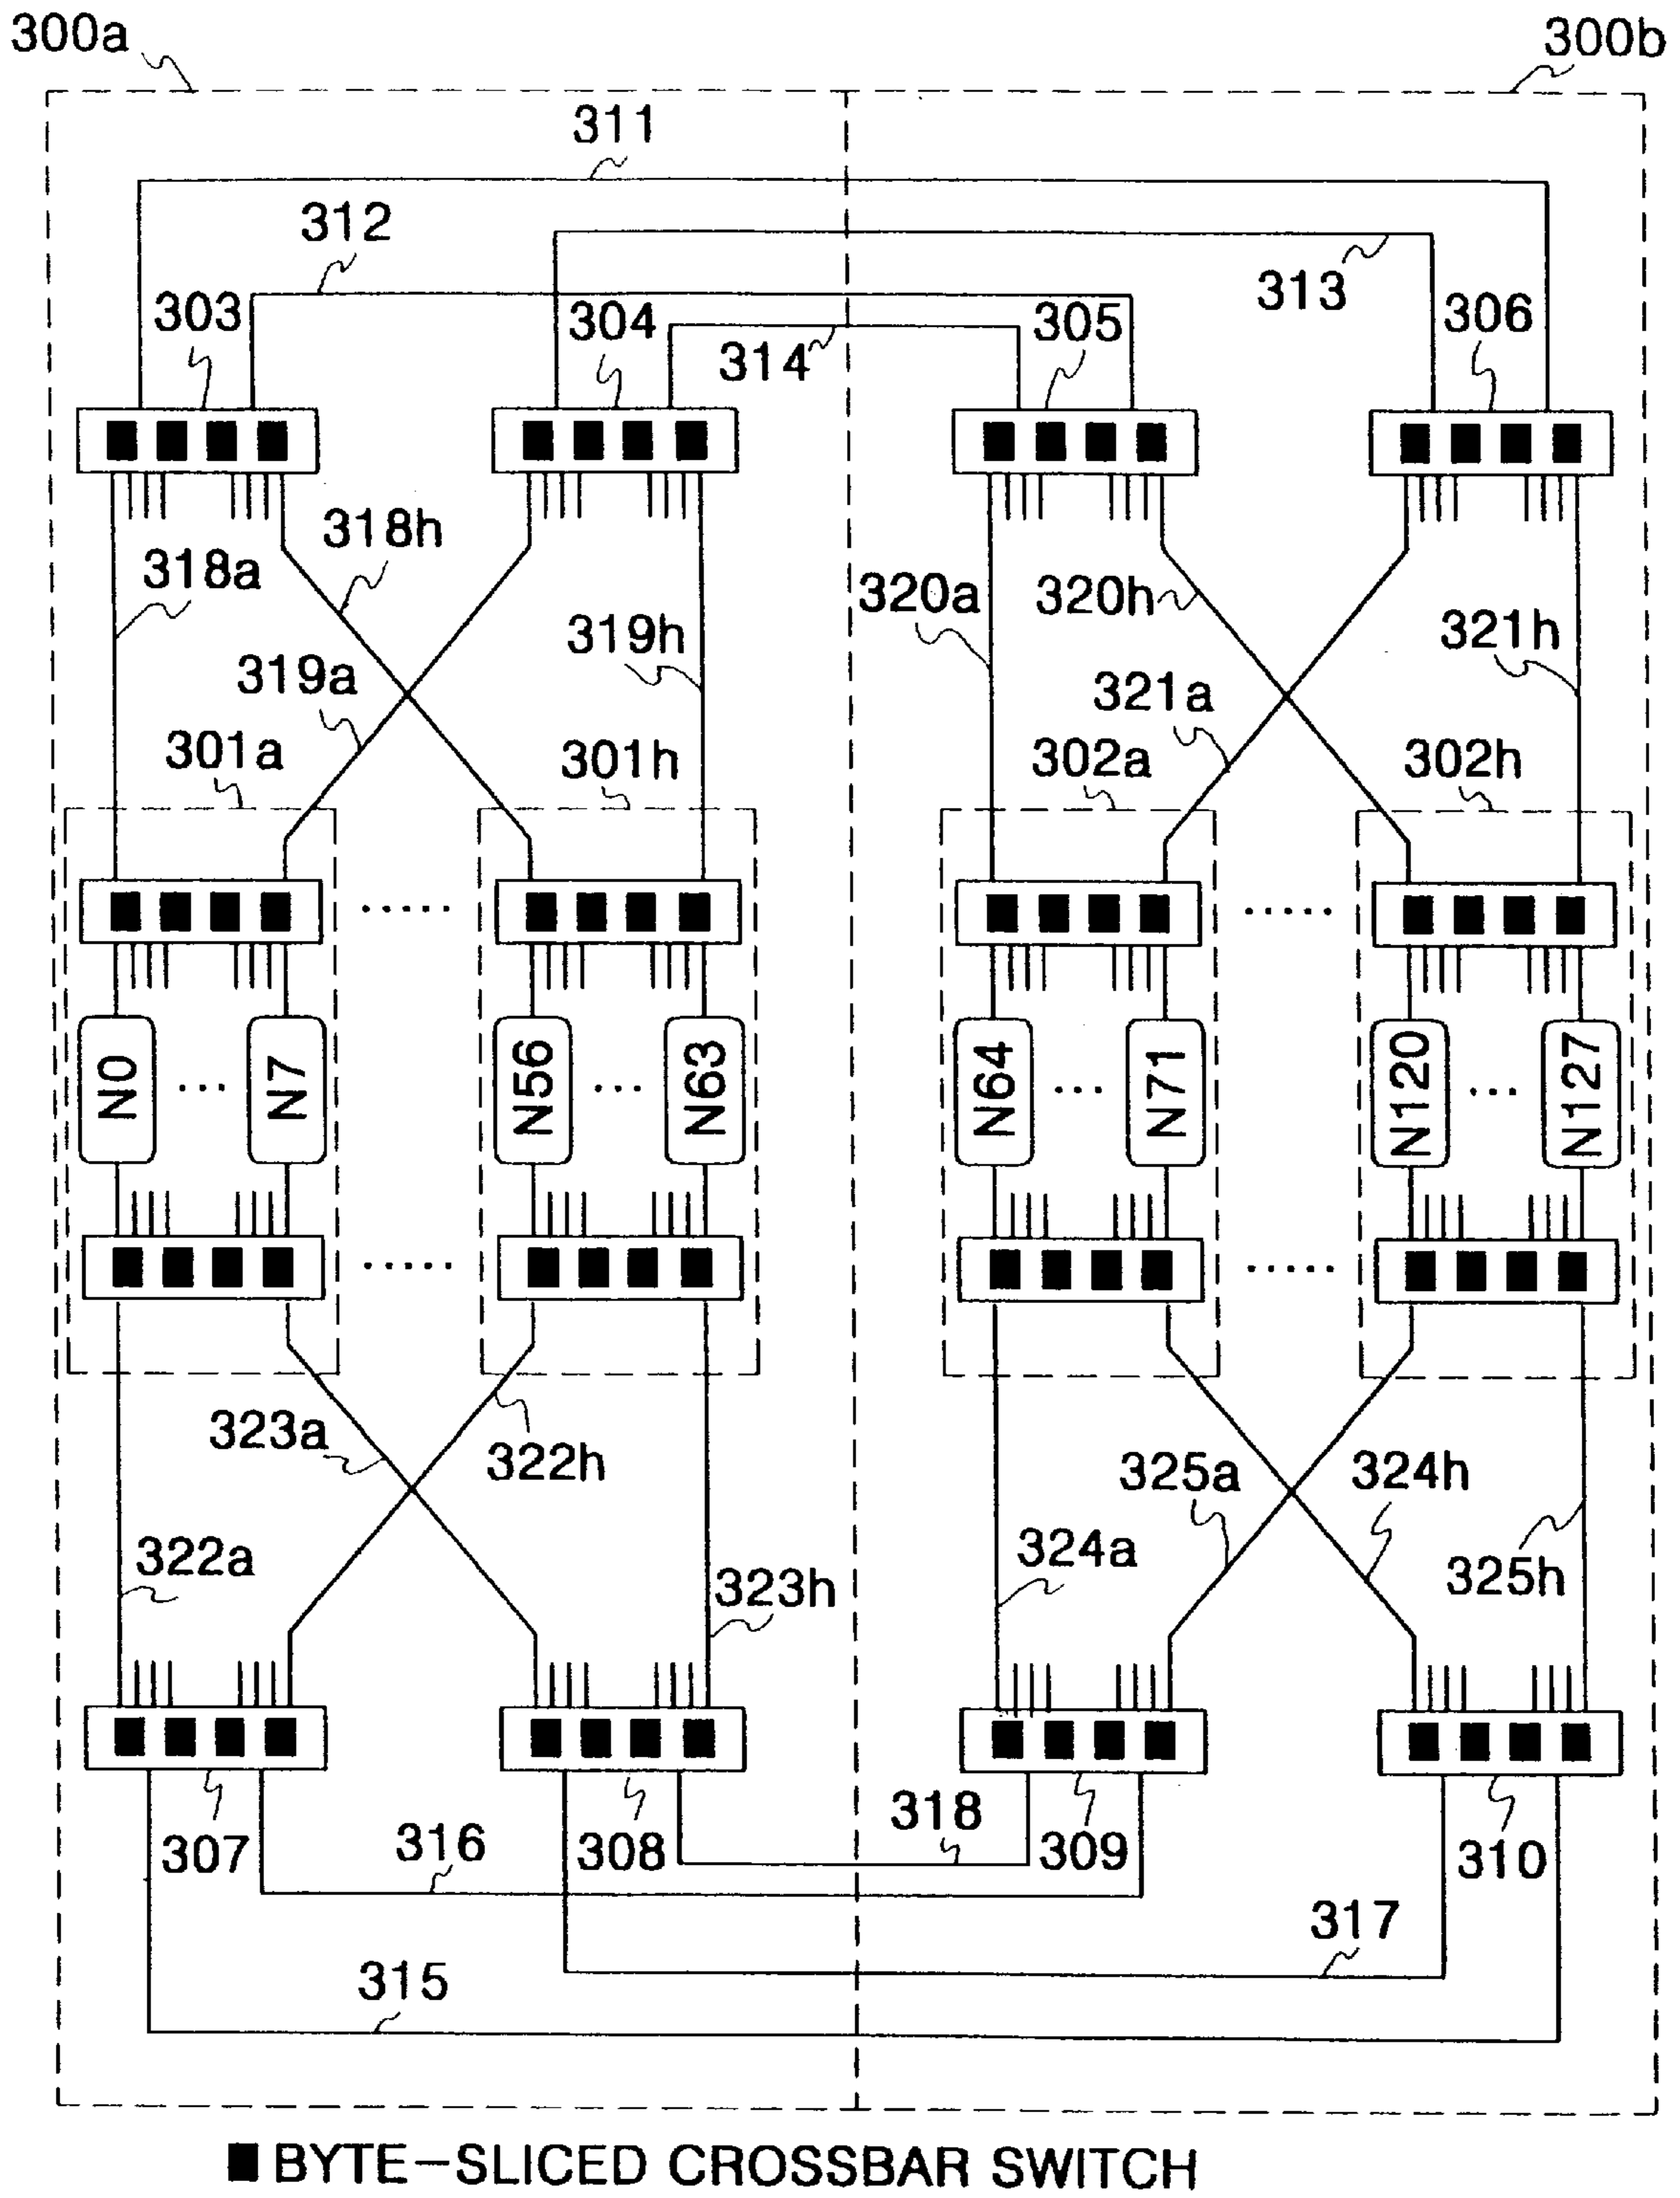 300a
300b
311
312
313
303
304
314
305
306
318h
318a
320a
320h
319h
321h
319a
321a
301a
301h
302a
302h
N0
...
N7
N56
...
N63
N64
...
N71
N120
...
N127
323a
322h
325a
324h
322a
324a
323h
325h
307
316
308
318
309
310
317
315
BYTE-SLICED CROSSBAR SWITCH